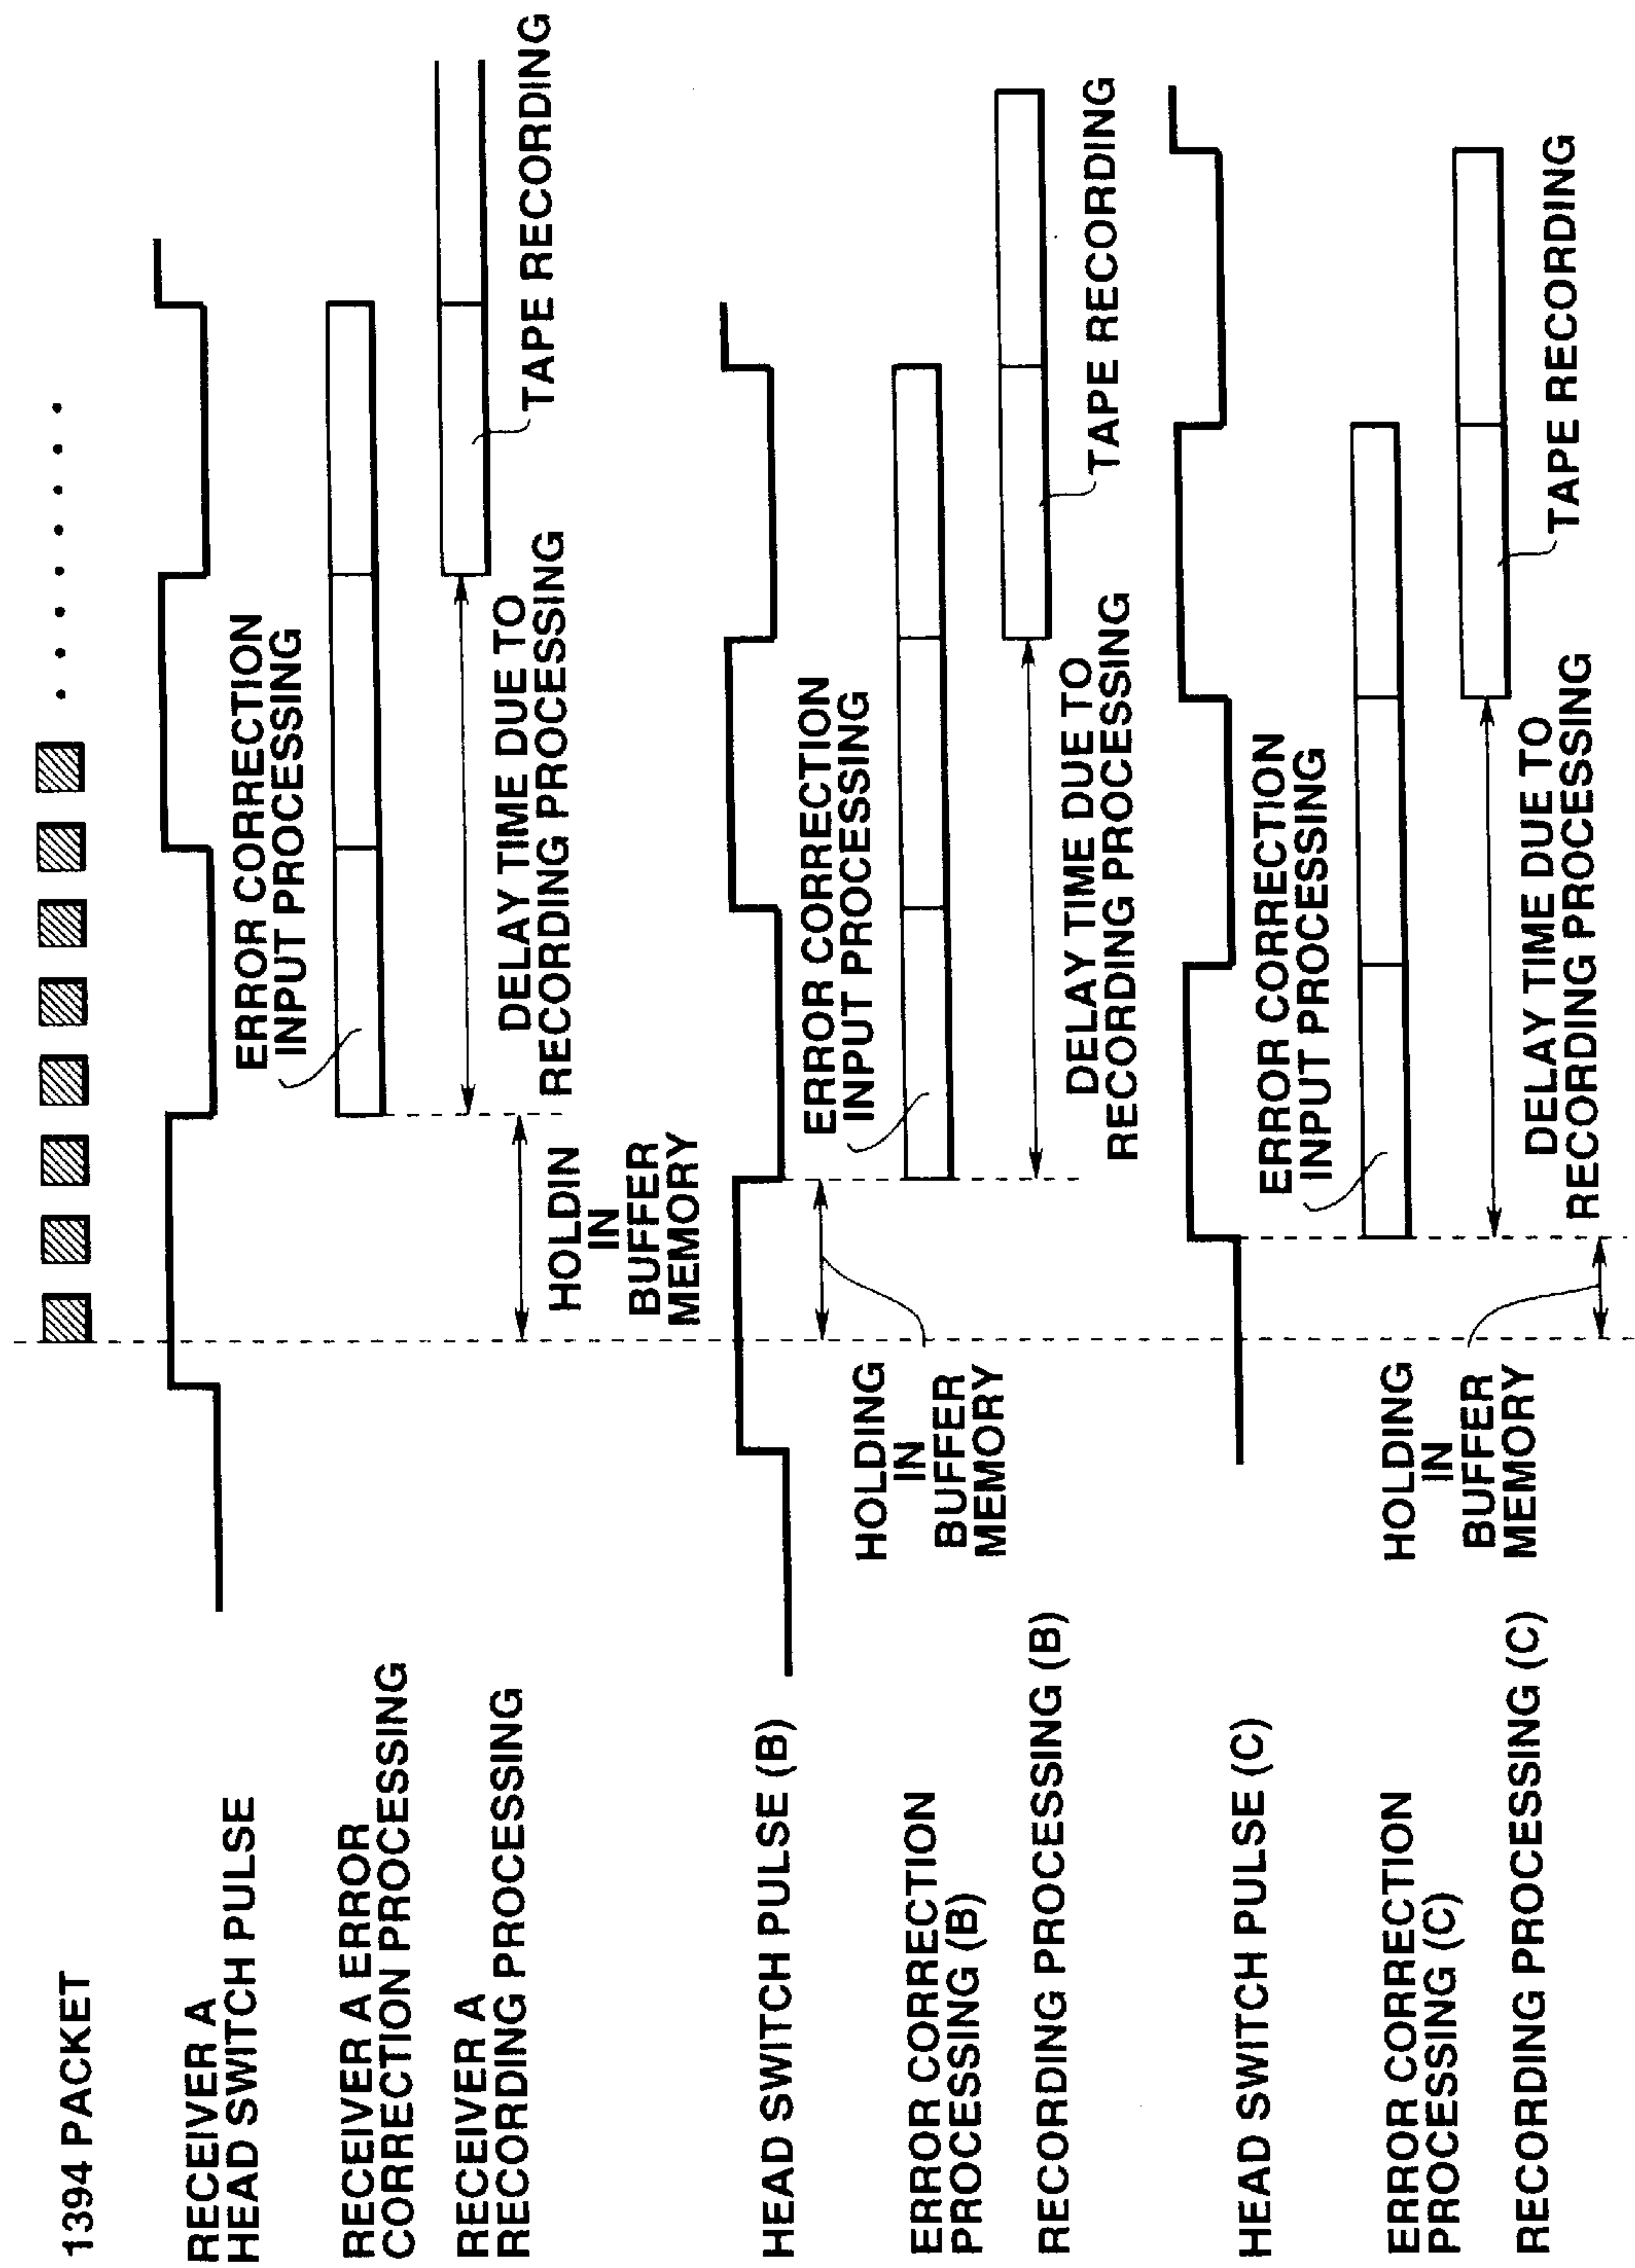 1394 PACKET
RECEIVER A
HEAD SWITCH PULSE
ERROR CORRECTION
INPUT PROCESSING
RECEIVER A ERROR
CORRECTION PROCESSING
RECEIVER A
RECORDING PROCESSING
HOLDIN
IN
BUFFER
MEMORY
DELAY TIME DUE TO
RECORDING PROCESSING
TAPE RECORDING
HEAD SWITCH PULSE (B)
ERROR CORRECTION
INPUT PROCESSING
HOLDING
IN
BUFFER
MEMORY
ERROR CORRECTION
PROCESSING (B)
RECORDING PROCESSING (B)
DELAY TIME DUE TO
RECORDING PROCESSING
TAPE RECORDING
HEAD SWITCH PULSE (C)
ERROR CORRECTION
INPUT PROCESSING
HOLDING
IN
BUFFER
MEMORY
ERROR CORRECTION
PROCESSING (C)
RECORDING PROCESSING (C)
DELAY TIME DUE TO
RECORDING PROCESSING
TAPE RECORDING